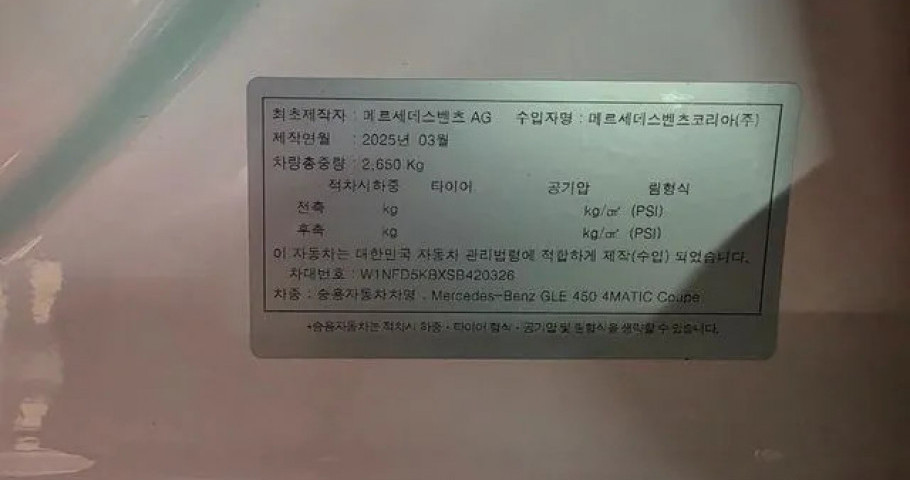 최초제작자 : 메르세데스벤츠 AG 수입자명 : 메르세데스벤츠코리아(주)
제작연월 : 2025년 03월
차량총중량 : 2,650 Kg
적차시하중 타이어 공기압 림형식
전축 kg kg/㎠ (PSI)
후축 kg kg/㎠ (PSI)
이 자동차는 대한민국 자동차 관리법령에 적합하게 제작(수입) 되었습니다.
차대번호 : W1NFD5KBXSB420326
차종 : 승용자동차차명 . Mercedes-Benz GLE 450 4MATIC Coupe
*승용자동차는 적차시 하중·타이어 형식·공기압 및 림형식을 생략할 수 있습니다.